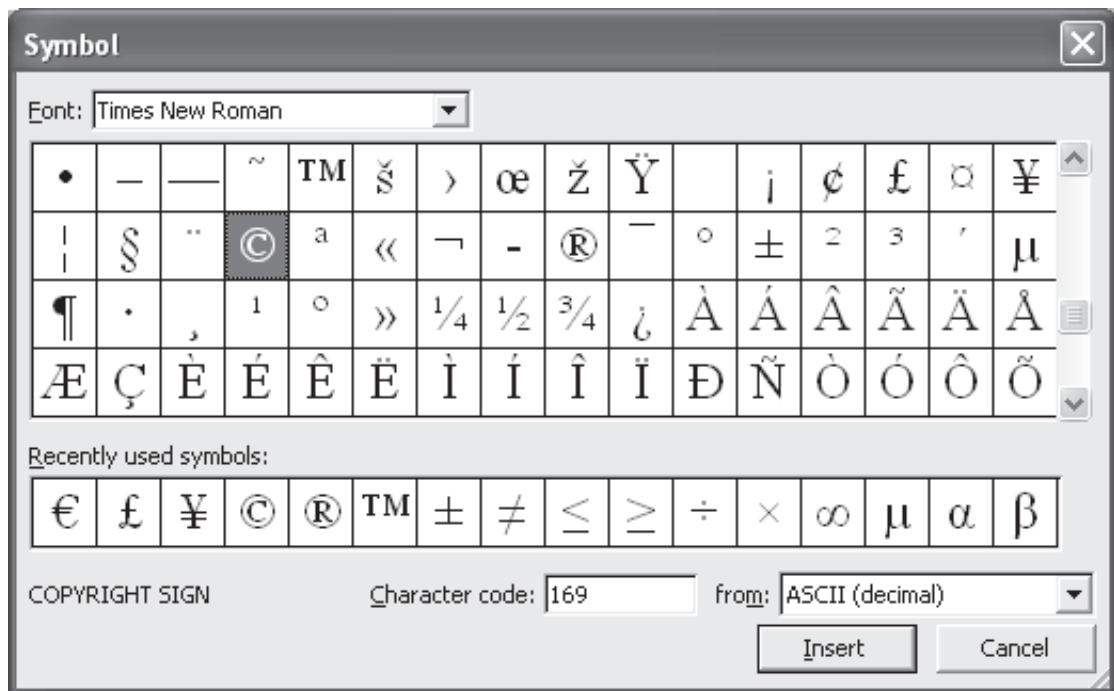 Symbol
Font: Times New Roman
• – — ˜ ™ š › œ ž Ÿ ¡ ¢ £ ¤ ¥
¦ § ¨ © ª « ¬ - ® ¯ ° ± ² ³ ´ µ
¶ · ¸ ¹ º » ¼ ½ ¾ ¿ À Á Â Ã Ä Å
Æ Ç È É Ê Ë Ì Í Î Ï Ð Ñ Ò Ó Ô Õ
Recently used symbols:
€ £ ¥ © ® ™ ± ≠ ≤ ≥ ÷ × ∞ µ α β
COPYRIGHT SIGN Character code: 169 from: ASCII (decimal)
Insert Cancel